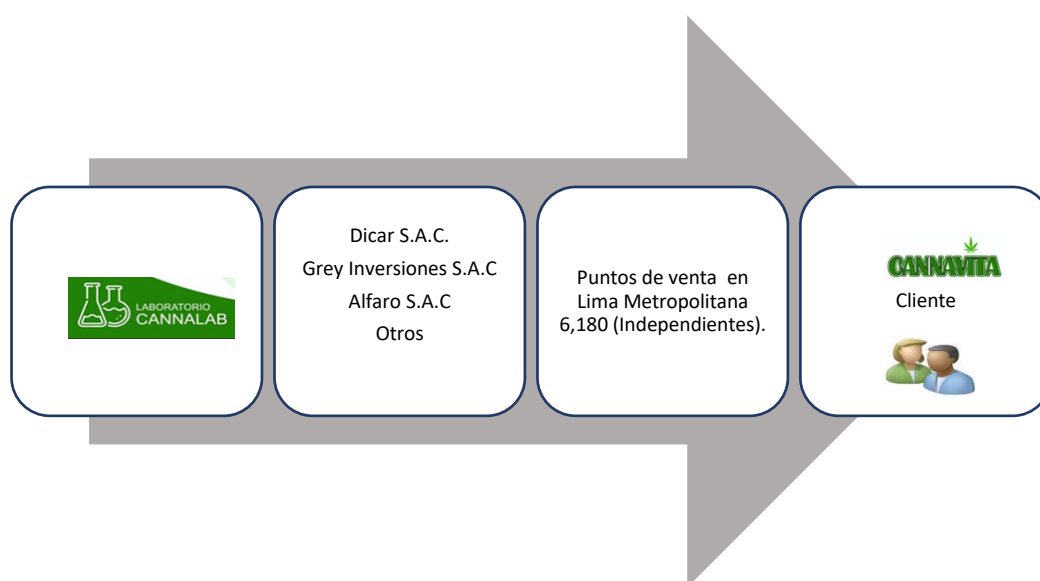 LABORATORIO
CANNALAB
Dicar S.A.C.
Grey Inversiones S.A.C
Alfaro S.A.C
Otros
Puntos de venta en
Lima Metropolitana
6,180 (Independientes).
CANNAVITA
Cliente